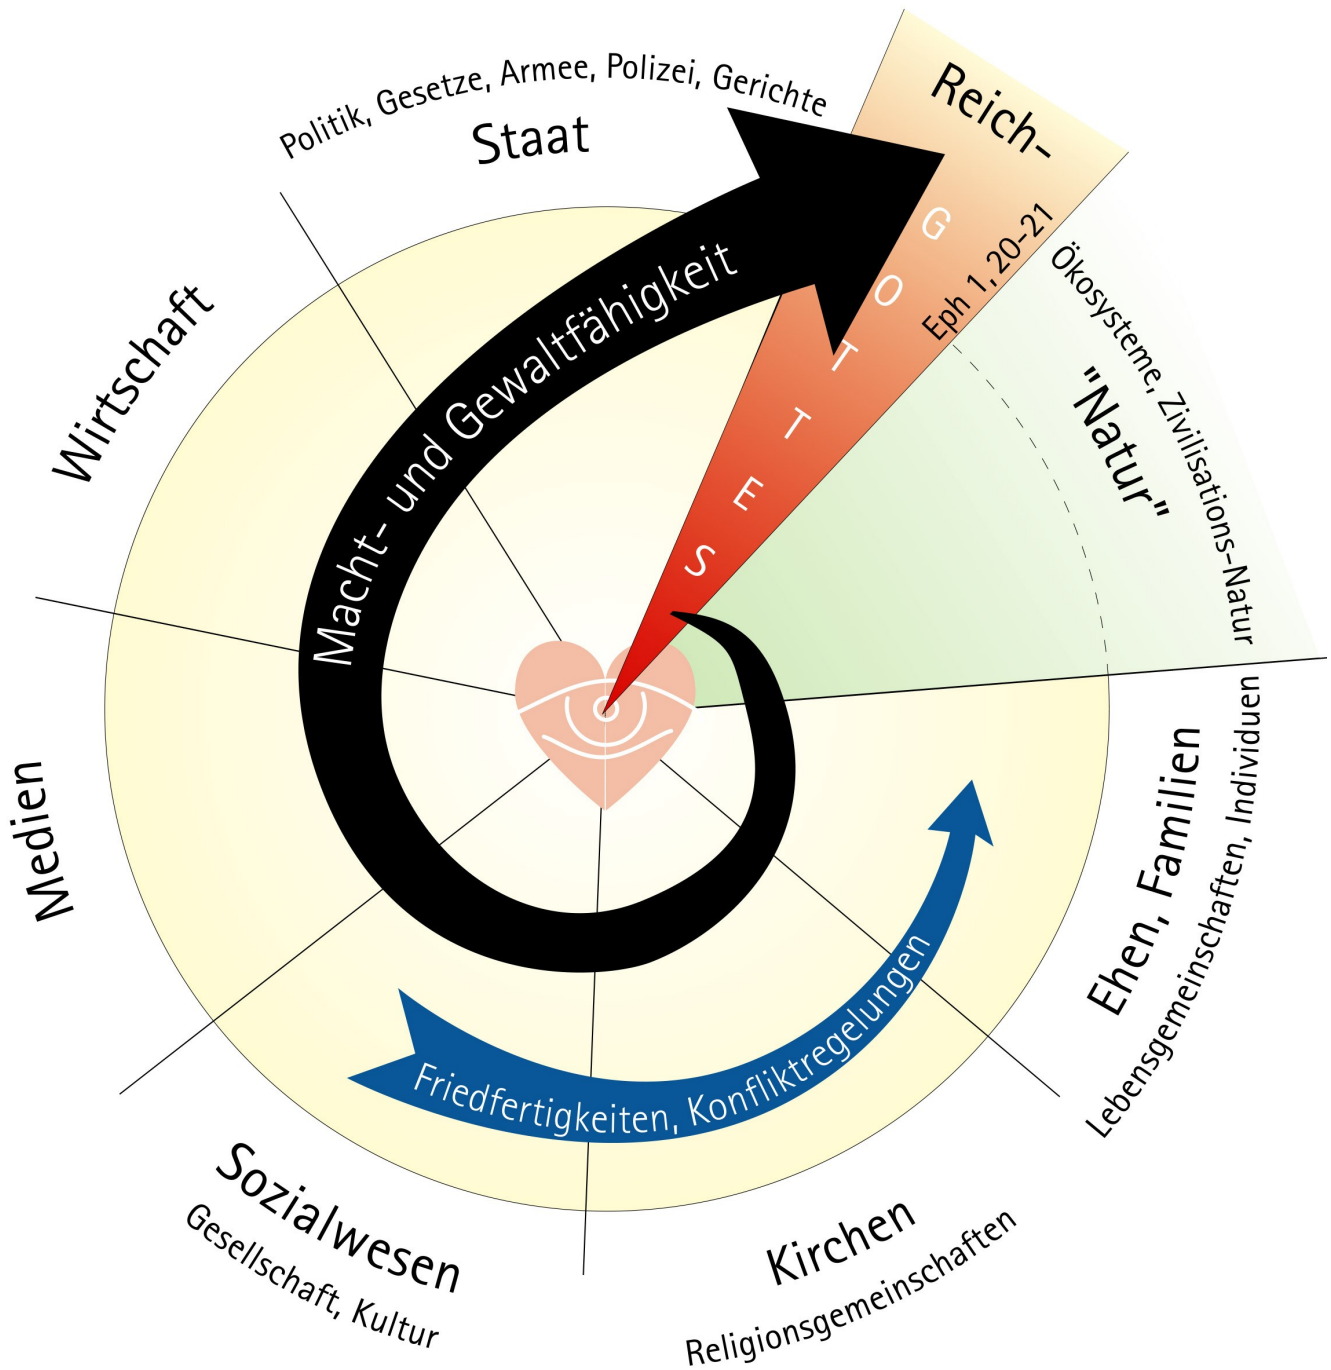 Politik, Gesetze, Armee, Polizei, Gerichte
Staat
Reich-
GOTTES
Eph 1, 20-21
Ökosysteme, Zivilisations-Natur
"Natur"
Wirtschaft
Macht- und Gewaltfähigkeit
Medien
Ehen, Familien
Lebensgemeinschaften, Individuen
Friedfertigkeiten, Konfliktregelungen
Sozialwesen
Gesellschaft, Kultur
Kirchen
Religionsgemeinschaften